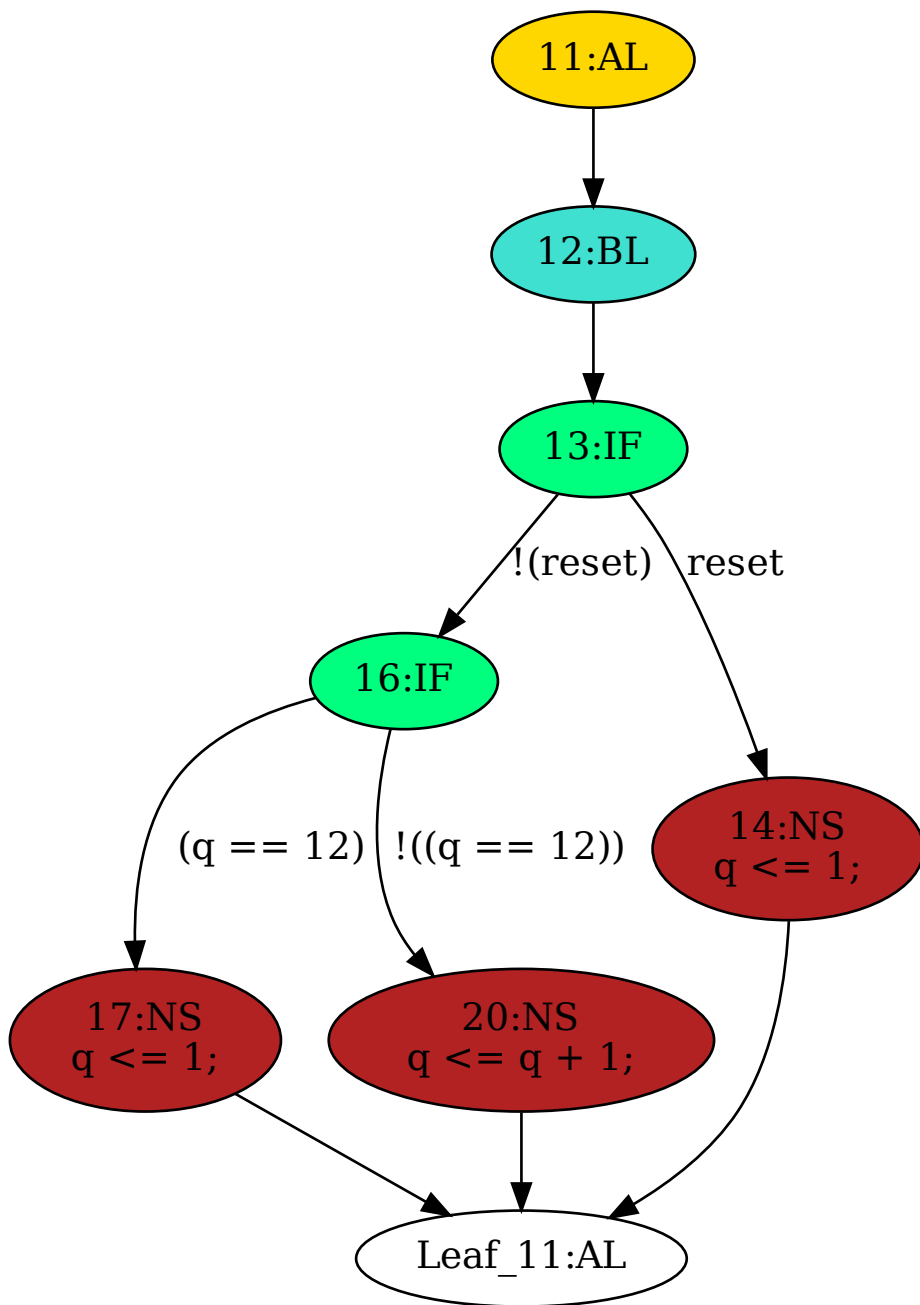 11:AL
12:BL
13:IF
!(reset)
reset
16:IF
(q == 12)
!((q == 12))
14:NS
q <= 1;
17:NS
q <= 1;
20:NS
q <= q + 1;
Leaf_11:AL